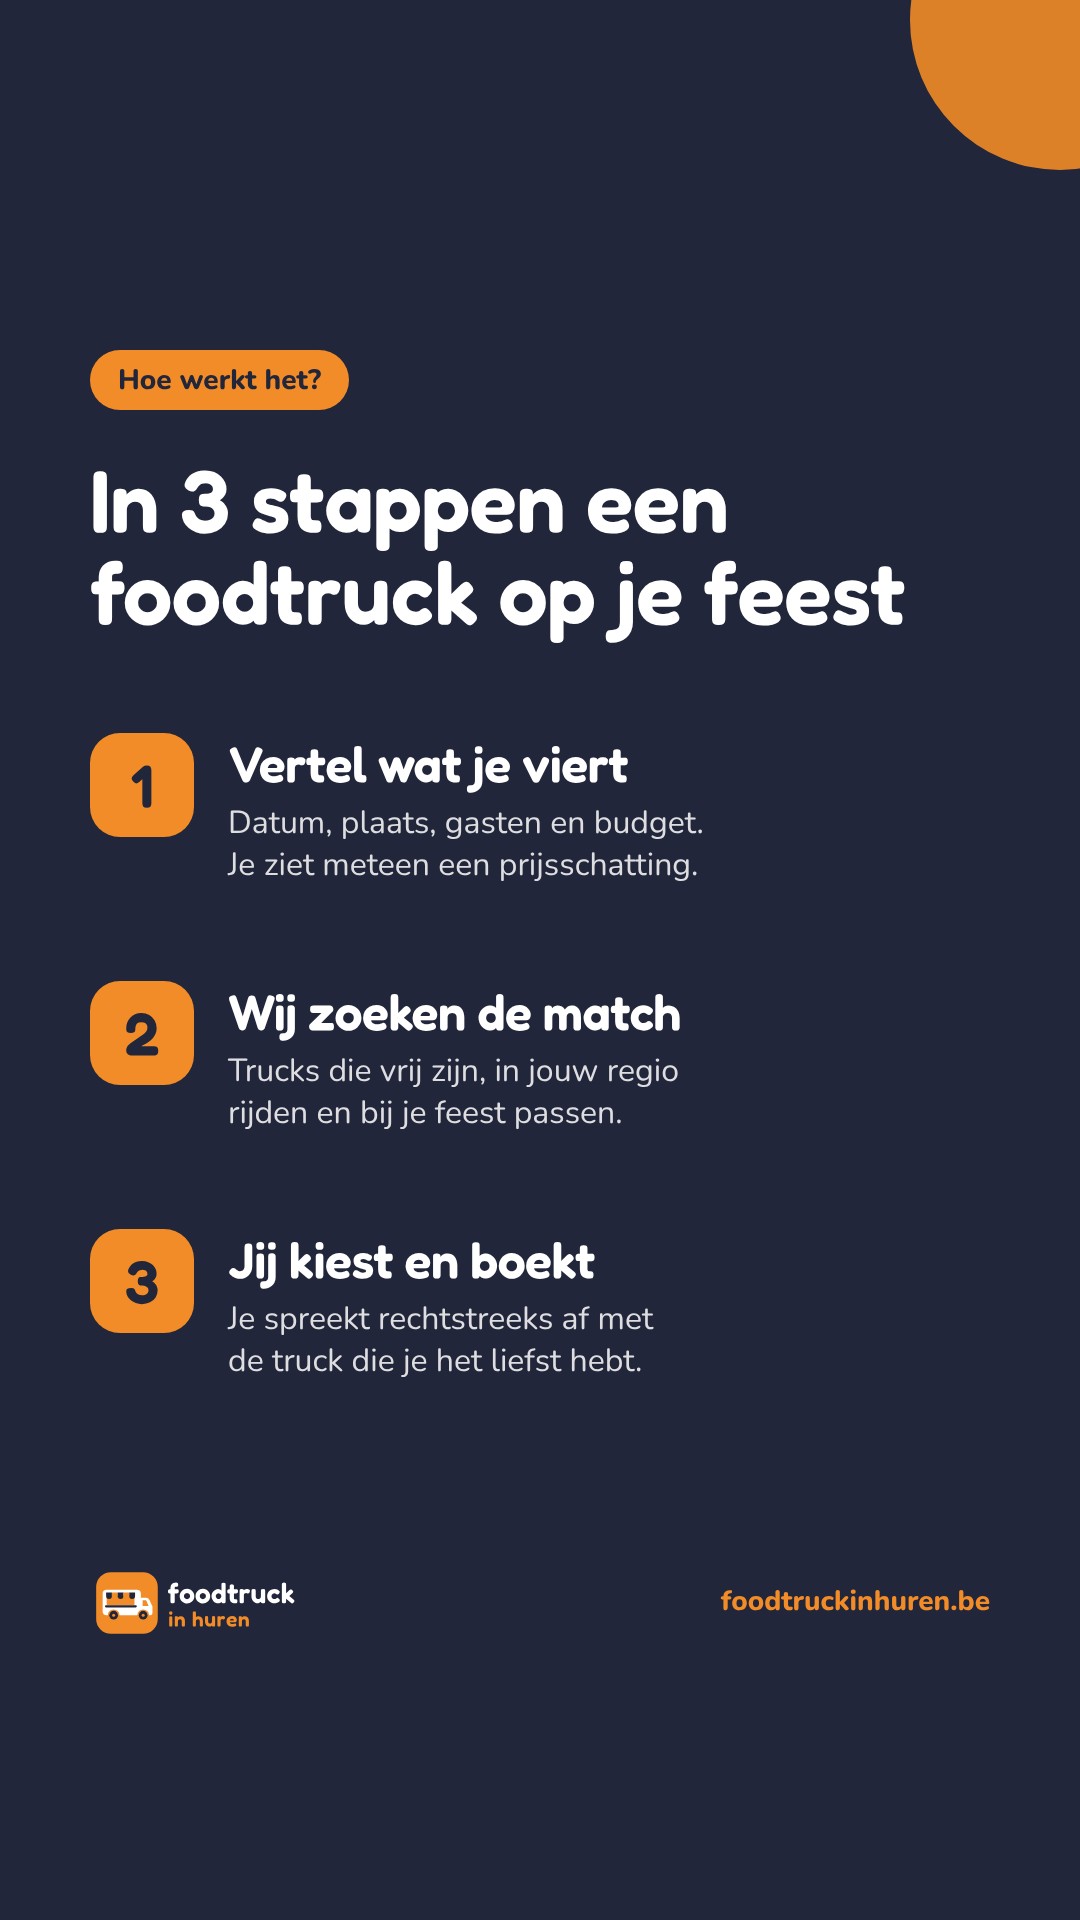 Hoe werkt het?
In 3 stappen een
foodtruck op je feest
1
Vertel wat je viert
Datum, plaats, gasten en budget.
Je ziet meteen een prijsschatting.
2
Wij zoeken de match
Trucks die vrij zijn, in jouw regio
rijden en bij je feest passen.
3
Jij kiest en boekt
Je spreekt rechtstreeks af met
de truck die je het liefst hebt.
foodtruck
in huren
foodtruckinhuren.be